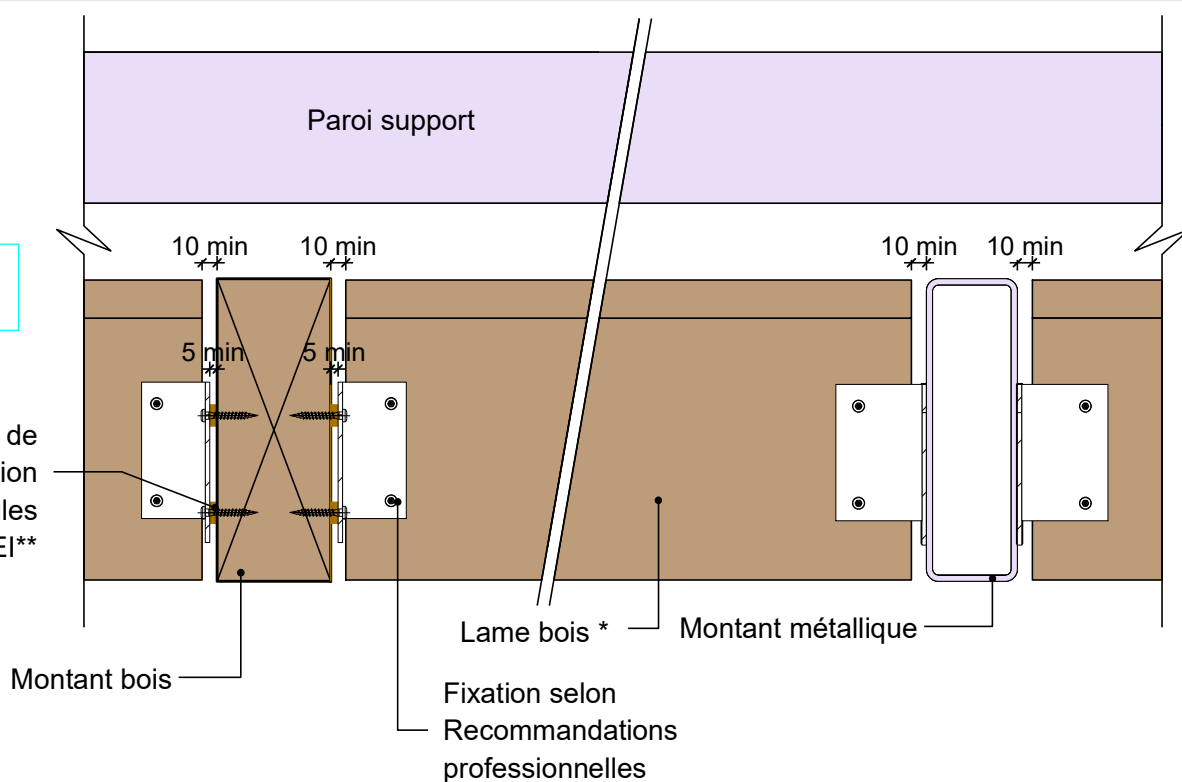 Paroi support
10 min
10 min
10 min
10 min
5 min
5 min
de
ion
les
EI**
Lame bois *
Montant métallique
Montant bois
Fixation selon
Recommandations
professionnelles